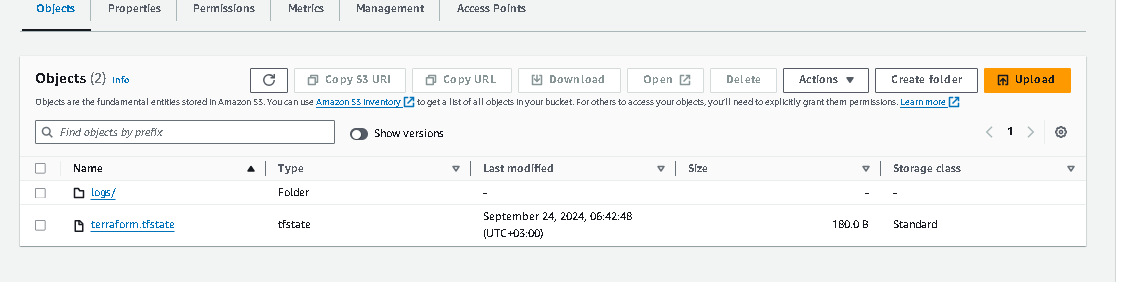 Objects Properties Permissions Metrics Management Access Points
Objects (2) Info Copy S3 URI Copy URL Download Open Delete Actions Create folder Upload
Objects are the fundamental entities stored in Amazon S3. You can use Amazon S3 inventory to get a list of all objects in your bucket. For others to access your objects, you'll need to explicitly grant them permissions. Learn more
Find objects by prefix Show versions 1
Name Type Last modified Size Storage class
logs/ Folder - - -
terraform.tfstate tfstate September 24, 2024, 06:42:48 (UTC+03:00) 180.0 B Standard